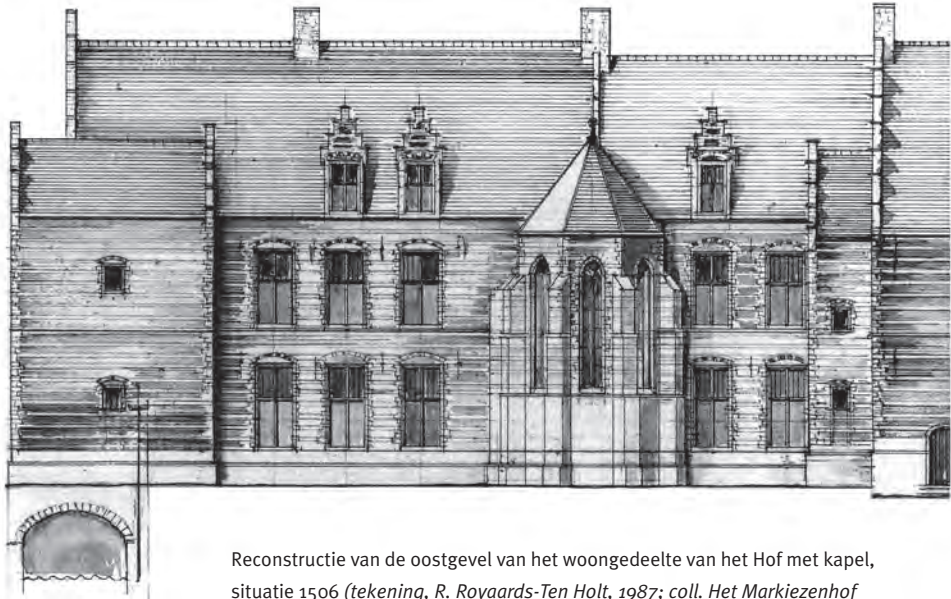 Reconstructie van de oostgevel van het woongedeelte van het Hof met kapel,
situatie 1506 (tekening, R. Royaards-Ten Holt, 1987; coll. Het Markiezenhof